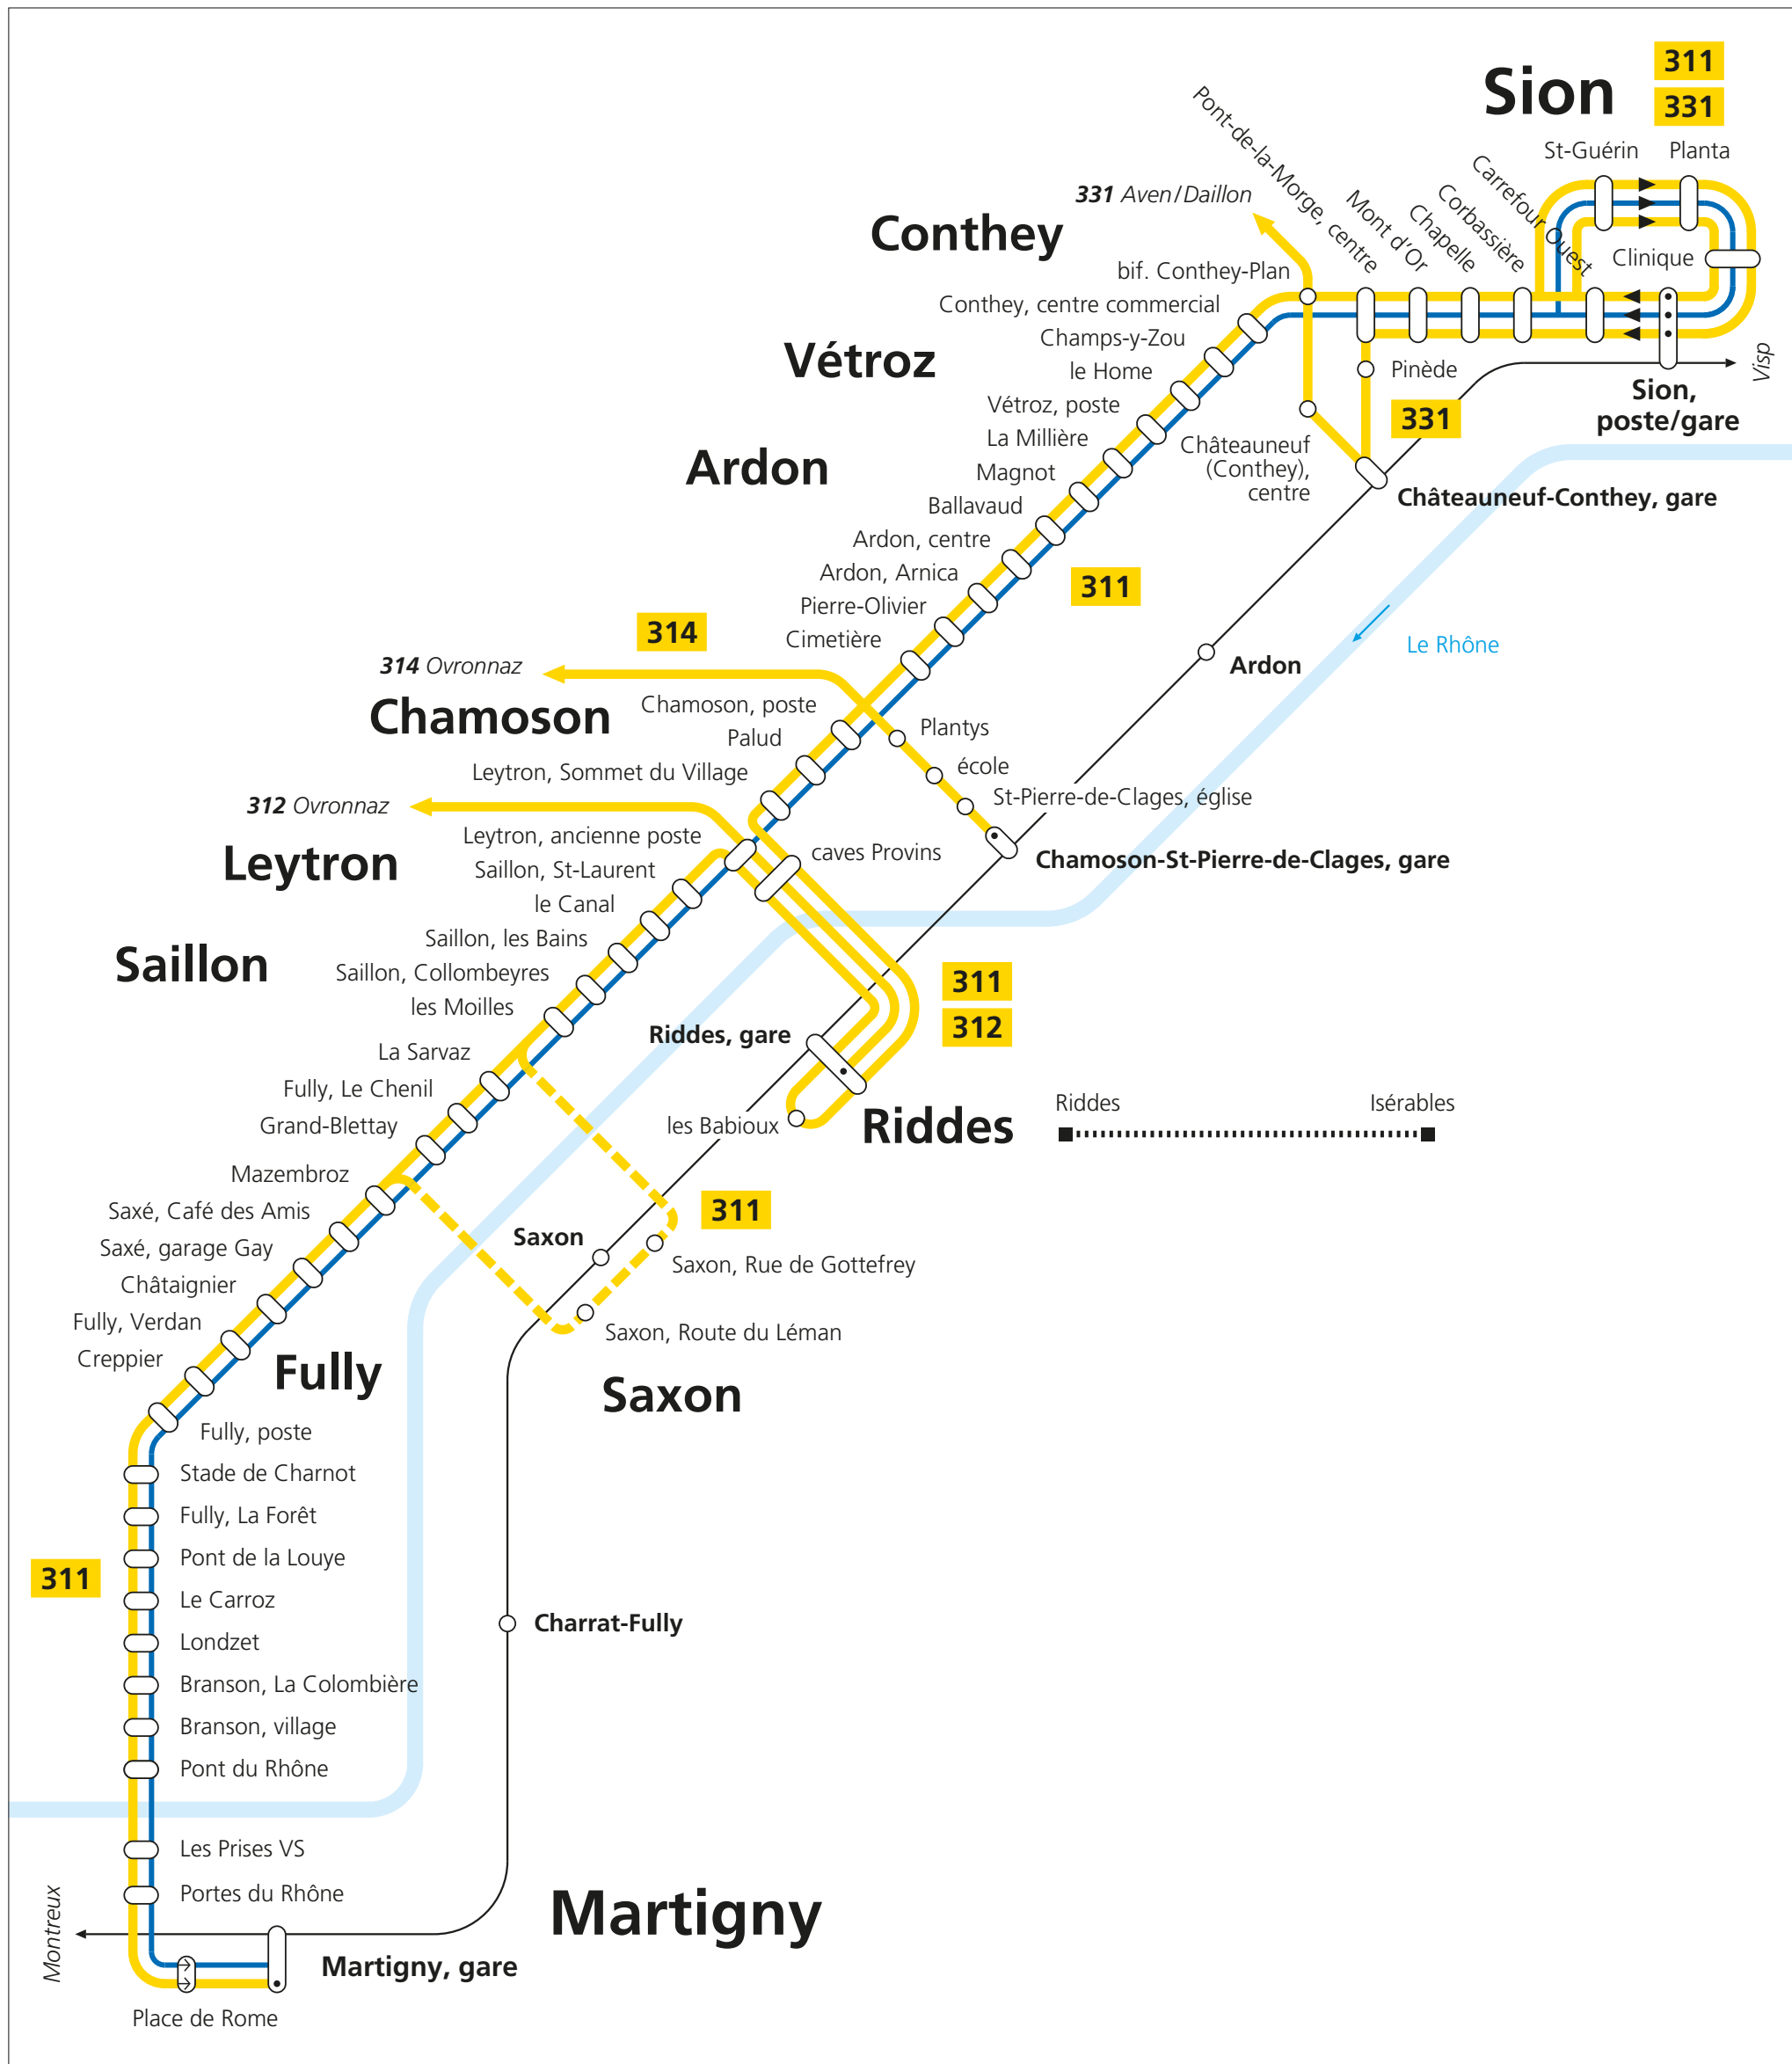 Sion
311
331
St-Guérin
Planta
Pont-de-la-Morge, centre
Mont d'Or
Chapelle
Corbassière
Carrefour Ouest
Clinique
331 Aven/Daillon
Conthey
bif. Conthey-Plan
Conthey, centre commercial
Champs-y-Zou
Vétroz
le Home
Pinède
Visp
Sion,
poste/gare
Vétroz, poste
331
La Millière
Châteauneuf
(Conthey),
centre
Ardon
Magnot
Châteauneuf-Conthey, gare
Ballavaud
Ardon, centre
Ardon, Arnica
311
Pierre-Olivier
314
Cimetière
Le Rhône
314 Ovronnaz
Ardon
Chamoson
Chamoson, poste
Plantys
Palud
école
Leytron, Sommet du Village
St-Pierre-de-Clages, église
312 Ovronnaz
Leytron, ancienne poste
caves Provins
Chamoson-St-Pierre-de-Clages, gare
Leytron
Saillon, St-Laurent
le Canal
Saillon, les Bains
Saillon
Saillon, Collombeyres
311
312
les Moilles
Riddes, gare
La Sarvaz
Fully, Le Chenil
Grand-Blettay
les Babioux
Riddes
Riddes
Isérables
Mazembroz
Saxé, Café des Amis
311
Saxé, garage Gay
Saxon
Saxon, Rue de Gottefrey
Châtaignier
Fully, Verdan
Saxon, Route du Léman
Creppier
Fully
Saxon
Fully, poste
Stade de Charnot
Fully, La Forêt
Pont de la Louye
311
Le Carroz
Charrat-Fully
Londzet
Branson, La Colombière
Branson, village
Pont du Rhône
Les Prises VS
Portes du Rhône
Martigny
Montreux
Martigny, gare
Place de Rome